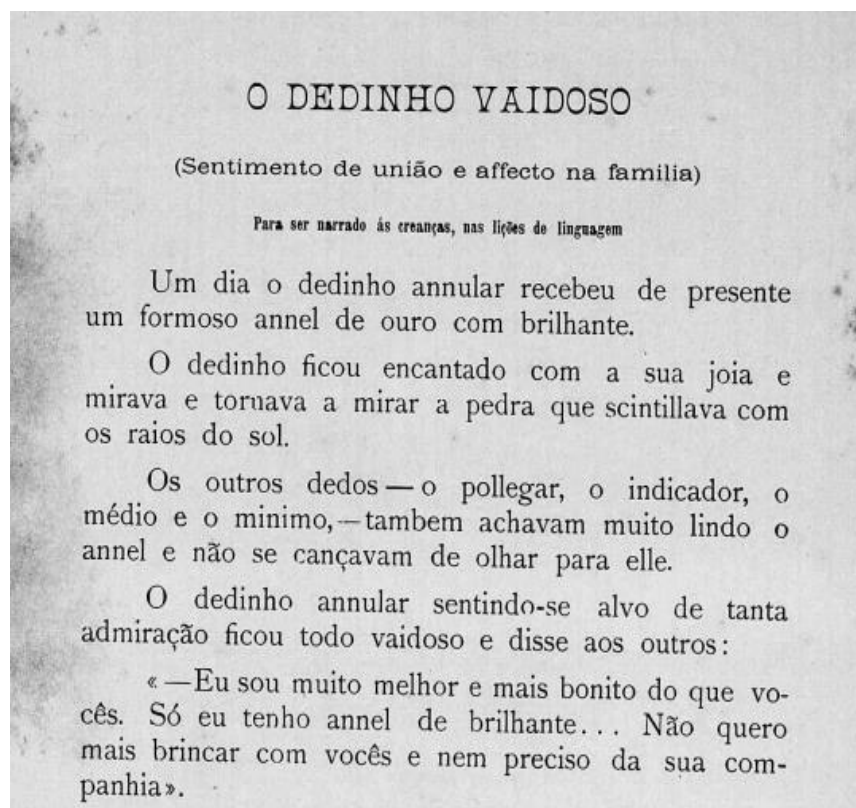 O DEDINHO VAIDOSO
(Sentimento de união e affecto na familia)
Para ser narrado ás creanças, nas lições de linguagem
Um dia o dedinho annular recebeu de presente
um formoso annel de ouro com brilhante.
O dedinho ficou encantado com a sua joia e
mirava e tornava a mirar a pedra que scintillava com
os raios do sol.
Os outros dedos — o pollegar, o indicador, o
médio e o minimo, — tambem achavam muito lindo o
annel e não se cançavam de olhar para elle.
O dedinho annular sentindo-se alvo de tanta
admiração ficou todo vaidoso e disse aos outros:
« —Eu sou muito melhor e mais bonito do que vo-
cês. Só eu tenho annel de brilhante... Não quero
mais brincar com vocês e nem preciso da sua com-
panhia».